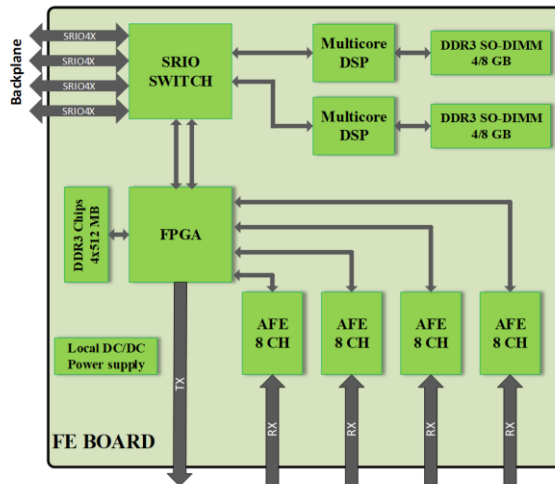 Backplane
SRIO4X
SRIO4X
SRIO4X
SRIO4X
SRIO
SWITCH
Multicore
DSP
DDR3 SO-DIMM
4/8 GB
Multicore
DSP
DDR3 SO-DIMM
4/8 GB
DDR3 Chips
4x512 MB
FPGA
AFE
8 CH
AFE
8 CH
AFE
8 CH
AFE
8 CH
Local DC/DC
Power supply
TX
RX
RX
RX
RX
FE BOARD